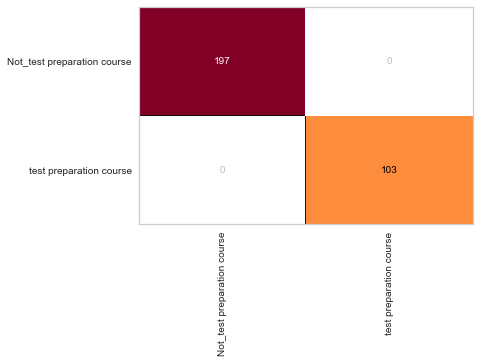 Not_test preparation course
197
0
test preparation course
0
103
Not_test preparation course
test preparation course